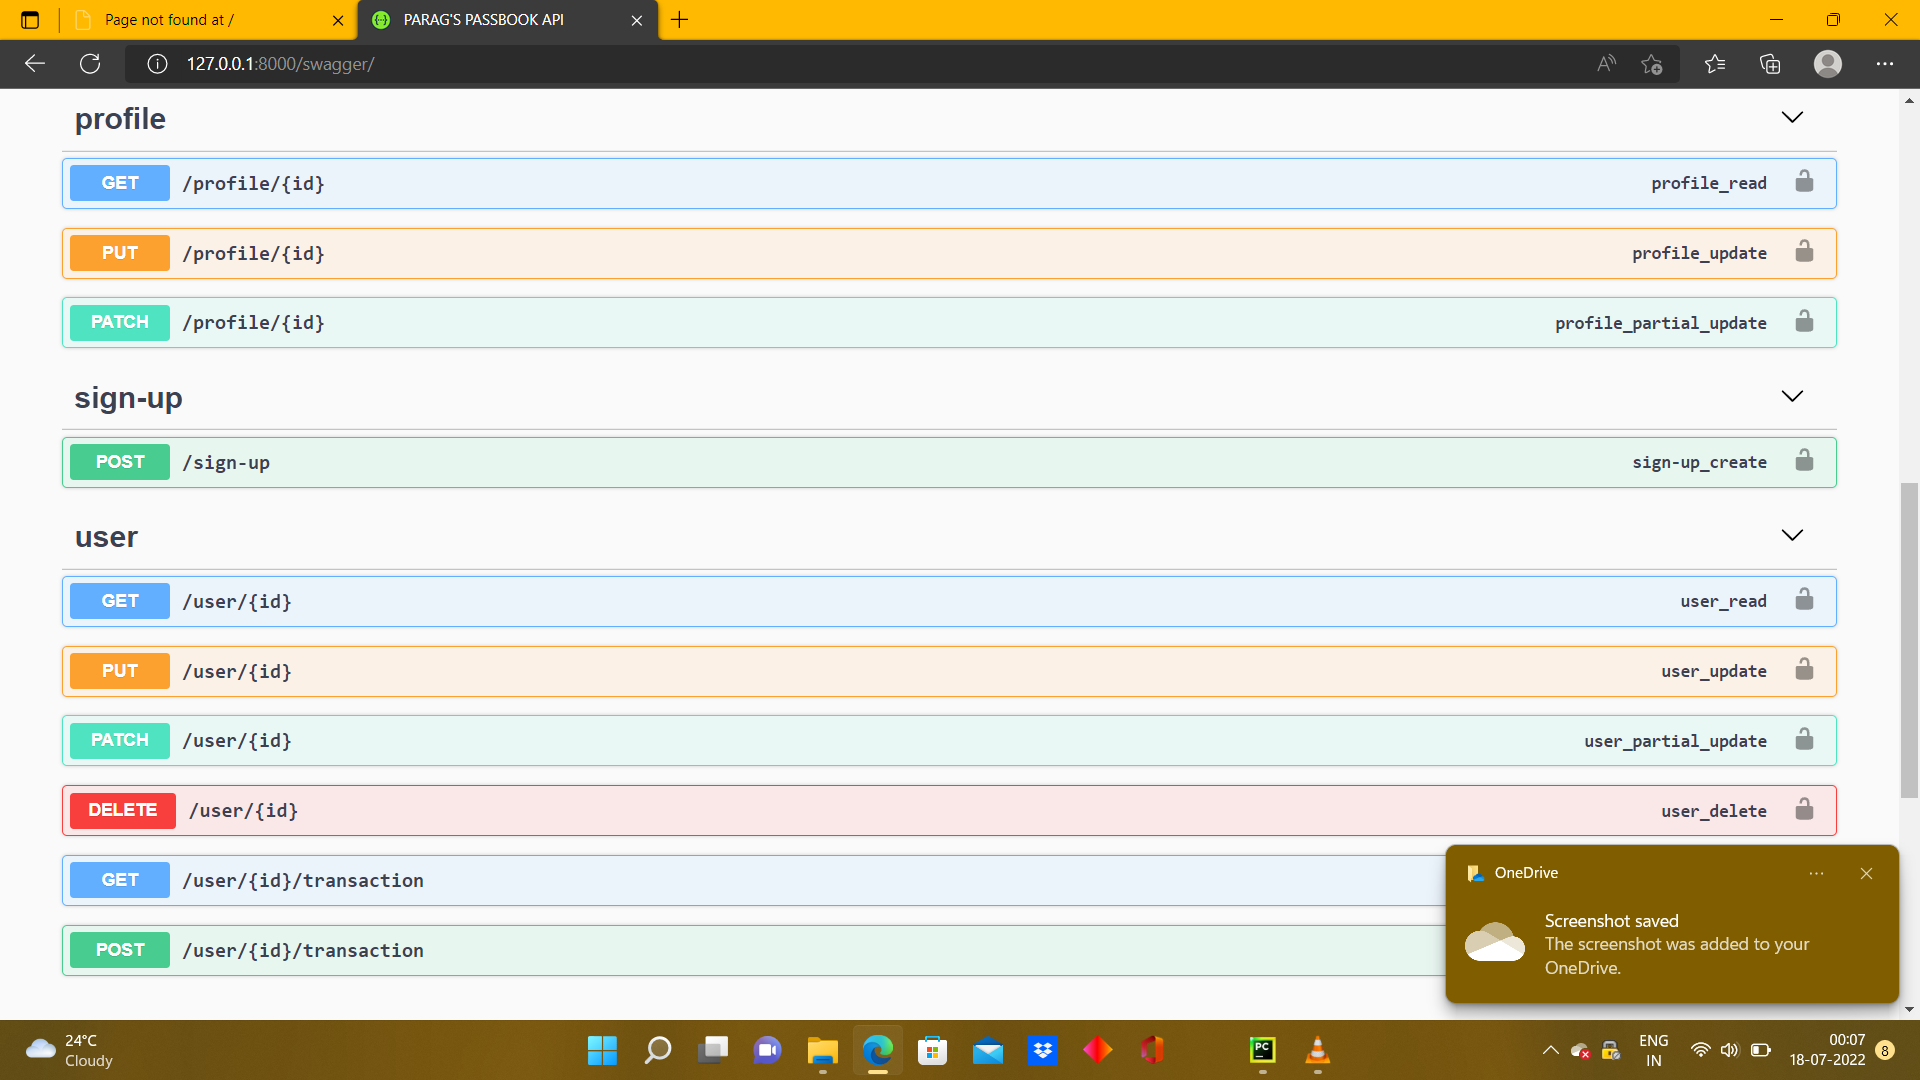 Page not found at /
PARAG'S PASSBOOK API
127.0.0.1:8000/swagger/
profile
GET /profile/{id} profile_read
PUT /profile/{id} profile_update
PATCH /profile/{id} profile_partial_update
sign-up
POST /sign-up sign-up_create
user
GET /user/{id} user_read
PUT /user/{id} user_update
PATCH /user/{id} user_partial_update
DELETE /user/{id} user_delete
GET /user/{id}/transaction
POST /user/{id}/transaction
OneDrive
Screenshot saved
The screenshot was added to your
OneDrive.
24°C
Cloudy
PC
ENG
IN
00:07
18-07-2022
8